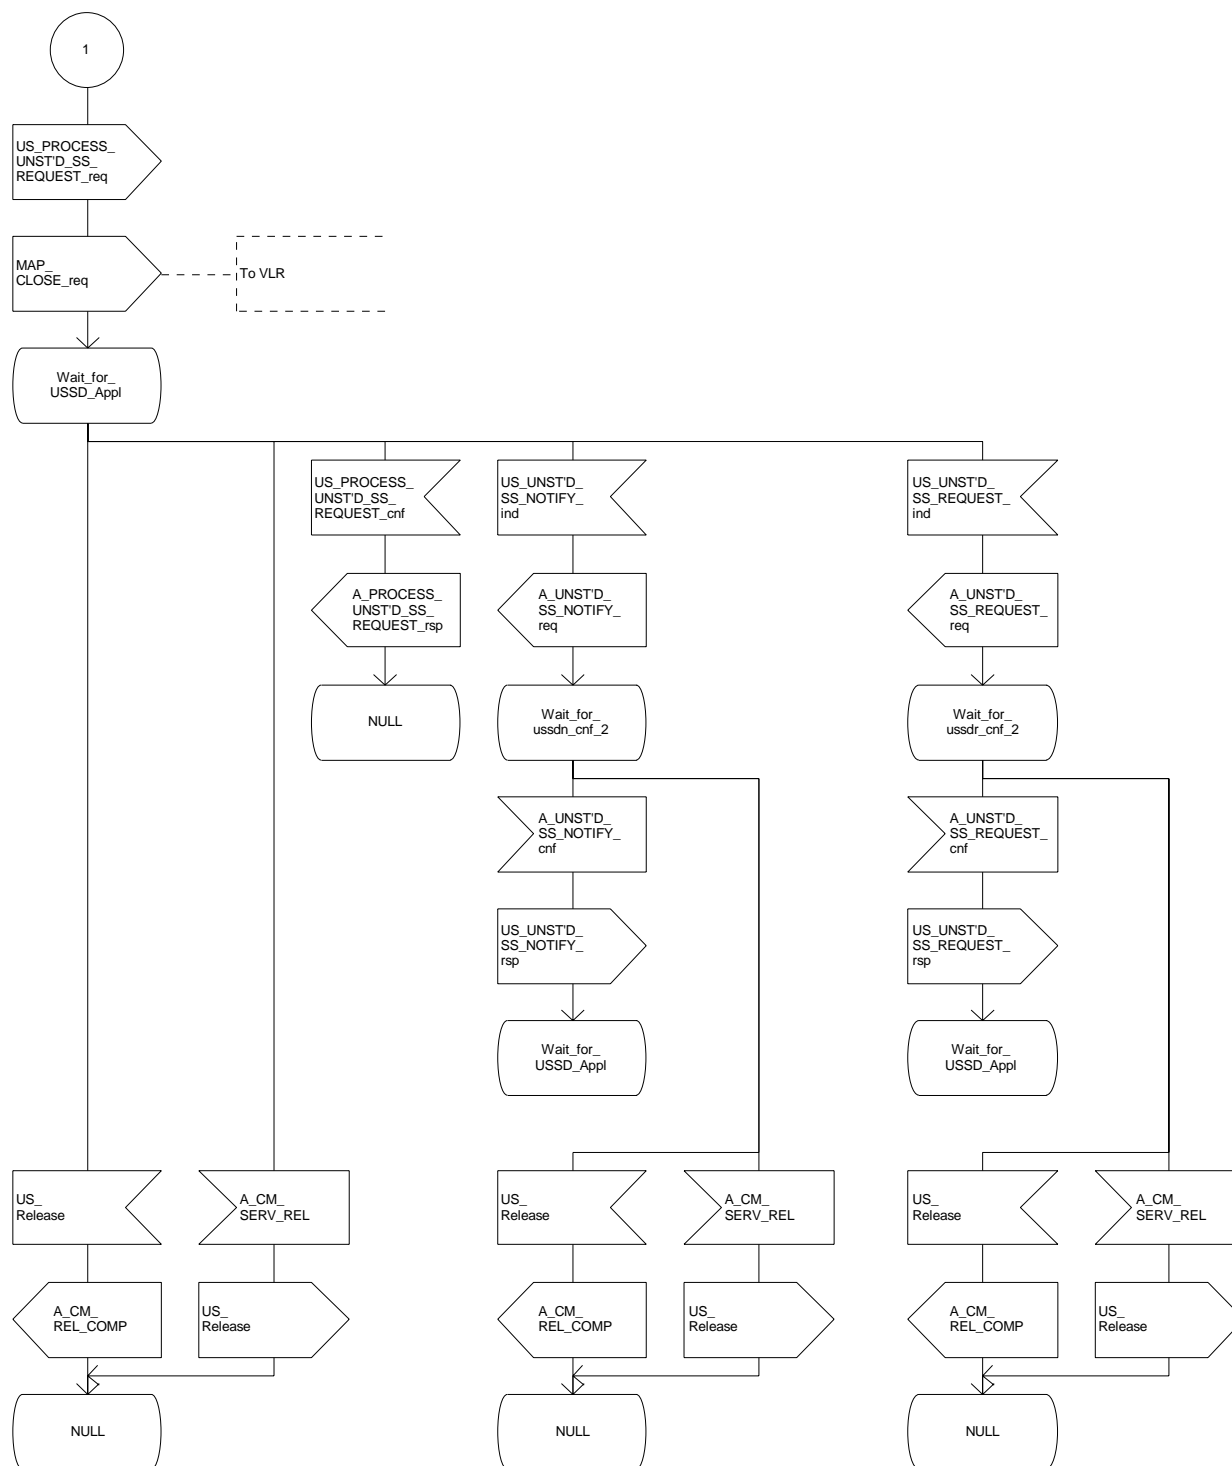 1
US_PROCESS_
UNST'D_SS_
REQUEST_req
MAP_
CLOSE_req
To VLR
Wait_for_
USSD_Appl
US_PROCESS_
UNST'D_SS_
REQUEST_cnf
US_UNST'D_
SS_NOTIFY_
ind
US_UNST'D_
SS_REQUEST_
ind
A_PROCESS_
UNST'D_SS_
REQUEST_rsp
A_UNST'D_
SS_NOTIFY_
req
A_UNST'D_
SS_REQUEST_
req
NULL
Wait_for_
ussdn_cnf_2
Wait_for_
ussdr_cnf_2
A_UNST'D_
SS_NOTIFY_
cnf
A_UNST'D_
SS_REQUEST_
cnf
US_UNST'D_
SS_NOTIFY_
rsp
US_UNST'D_
SS_REQUEST_
rsp
Wait_for_
USSD_Appl
Wait_for_
USSD_Appl
US_
Release
A_CM_
SERV_REL
US_
Release
A_CM_
SERV_REL
US_
Release
A_CM_
SERV_REL
A_CM_
REL_COMP
US_
Release
A_CM_
REL_COMP
US_
Release
A_CM_
REL_COMP
US_
Release
NULL
NULL
NULL